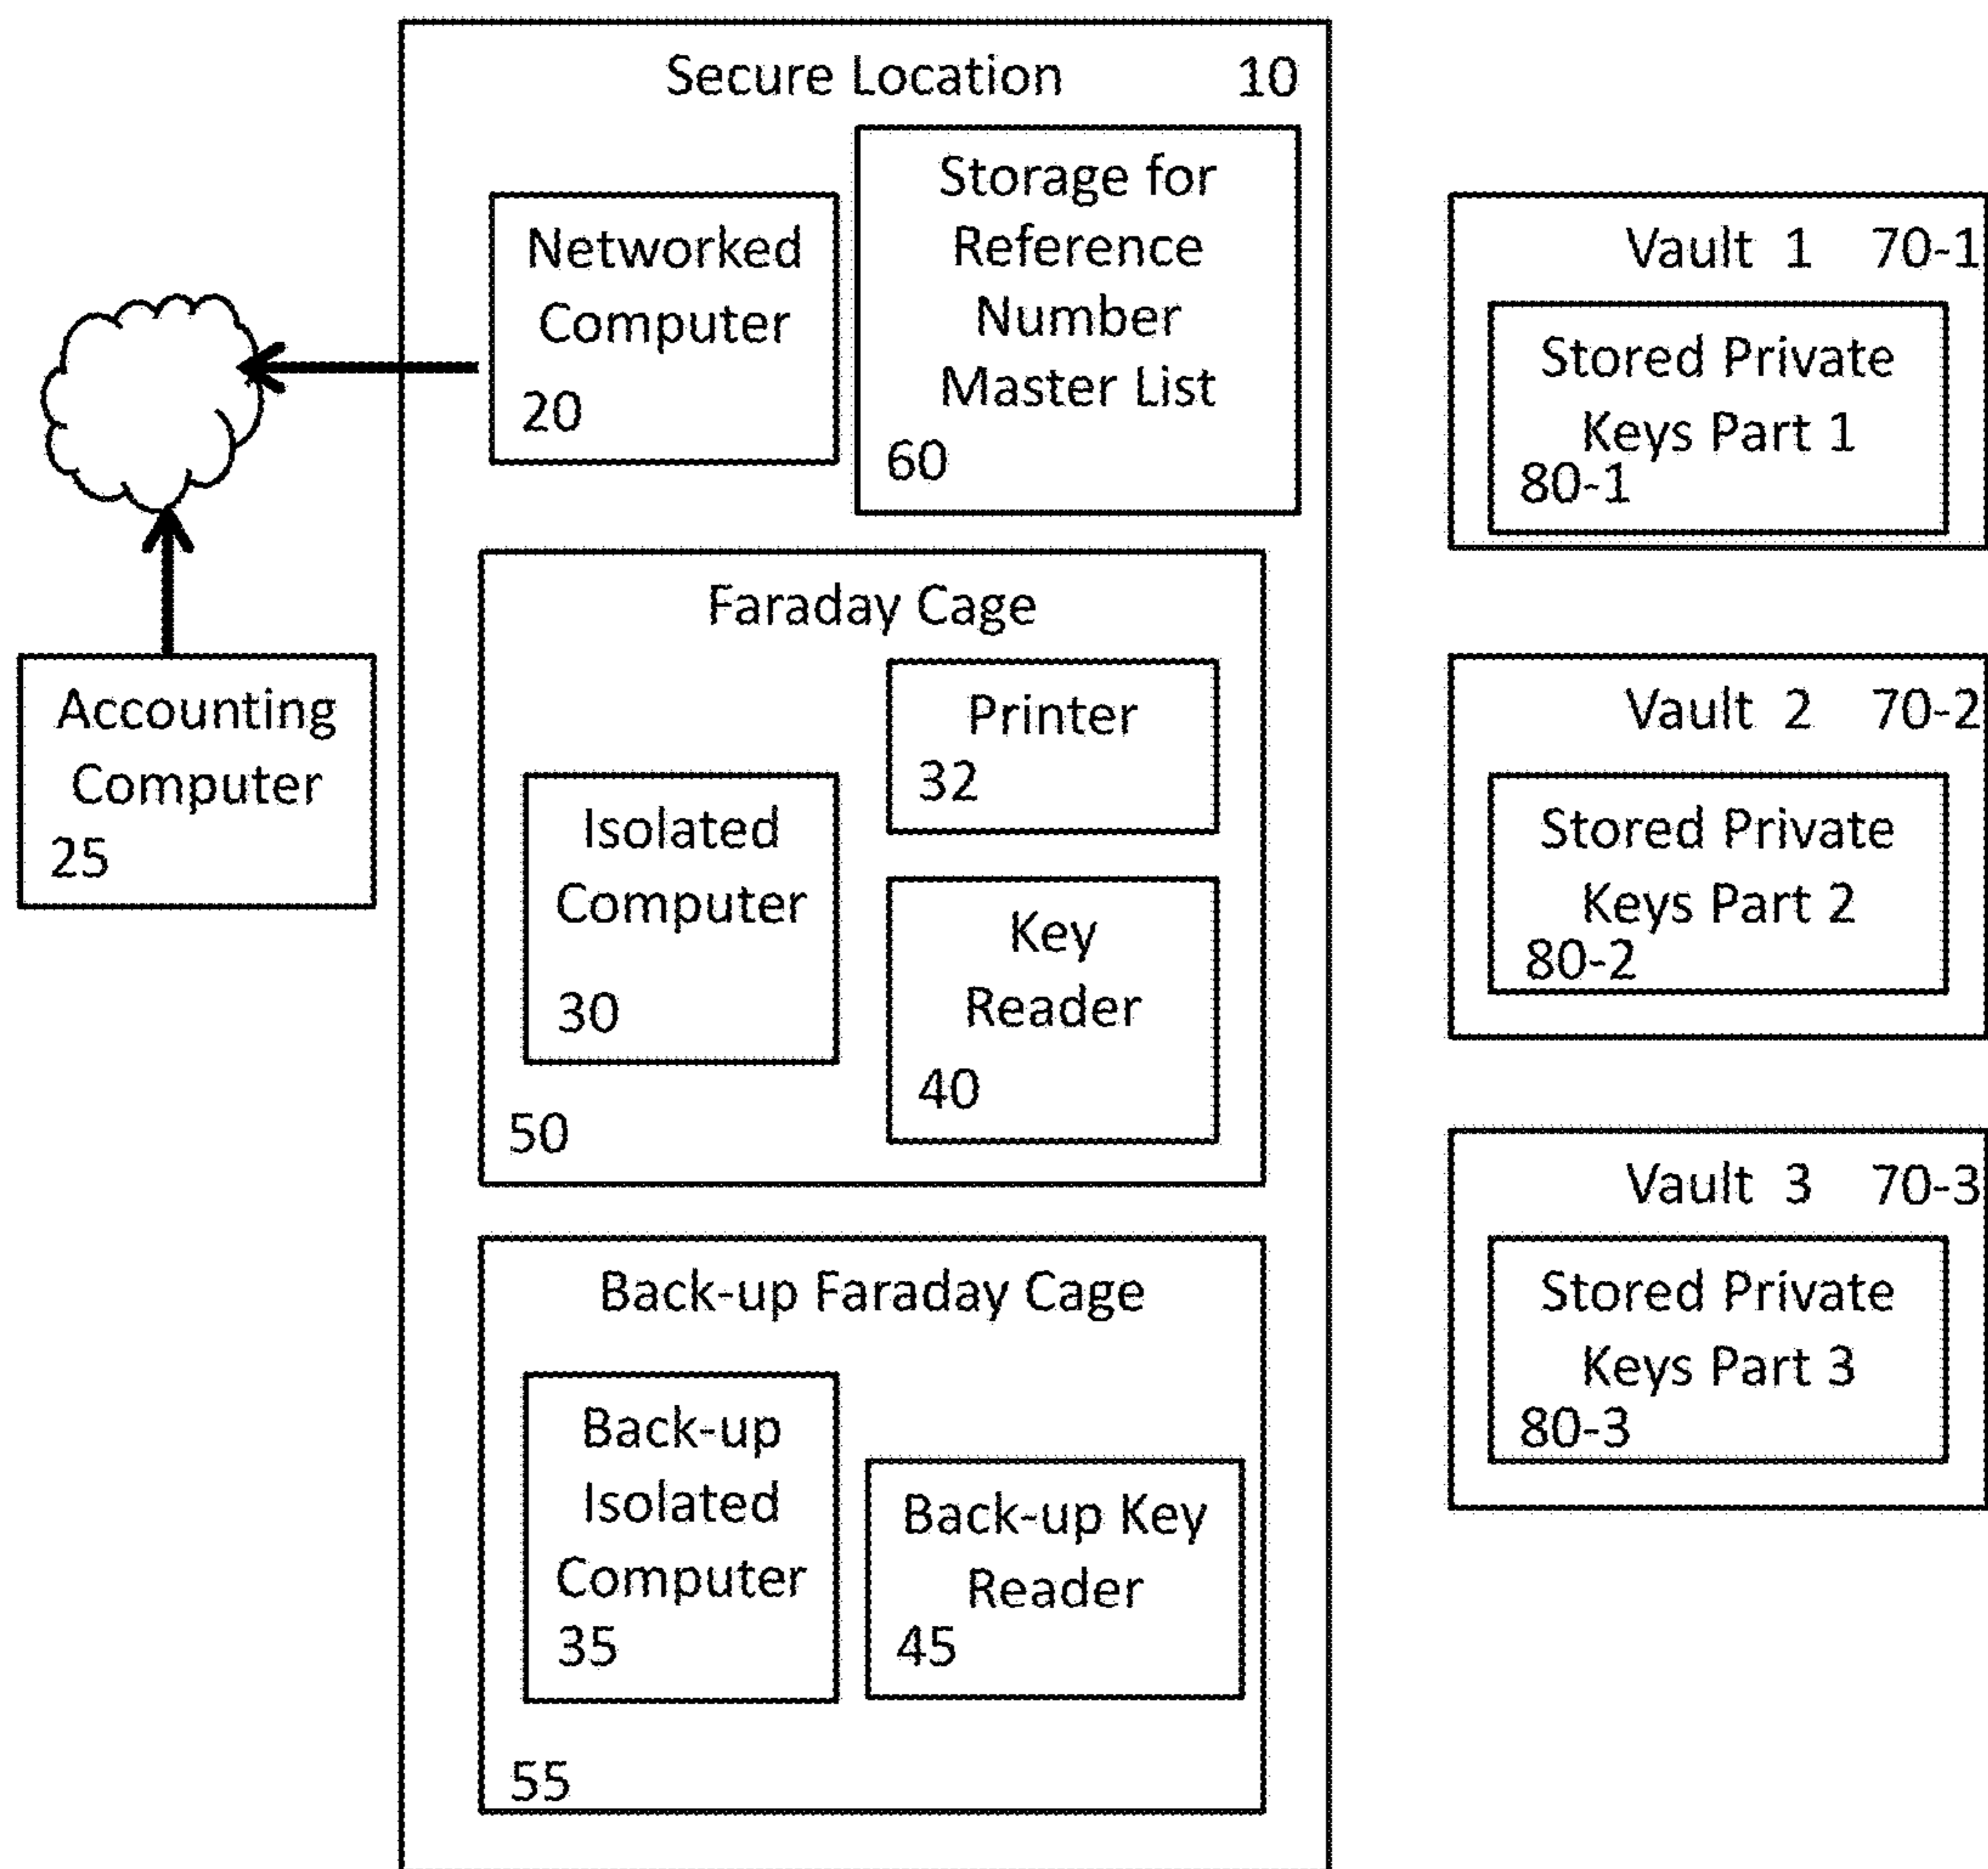 Secure Location 10
Networked
Computer
20
Storage for
Reference
Number
Master List
60
Accounting
Computer
25
Faraday Cage
Isolated
Computer
30
Printer
32
Key
Reader
40
50
Back-up Faraday Cage
Back-up
Isolated
Computer
35
Back-up Key
Reader
45
55
Vault 1 70-1
Stored Private
Keys Part 1
80-1
Vault 2 70-2
Stored Private
Keys Part 2
80-2
Vault 3 70-3
Stored Private
Keys Part 3
80-3